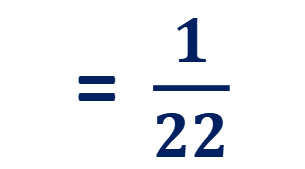 = 1/22